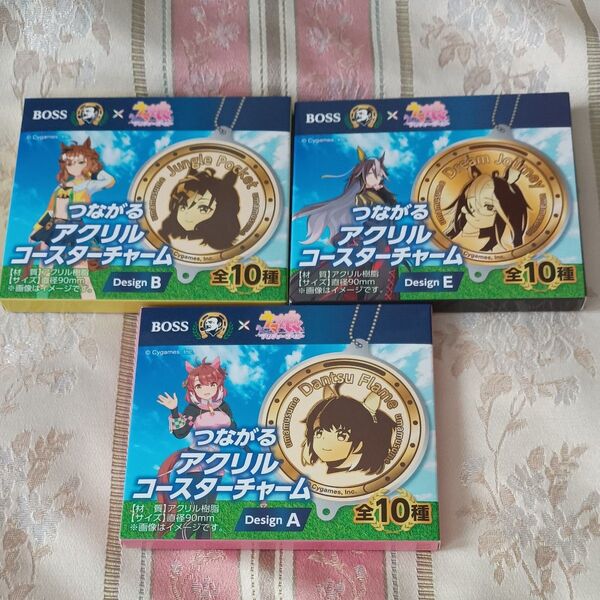 BOSS ×
© Cygames, Inc.
Jungle Pocket
umamusume
umamusume
© Cygames, Inc.
つながる
アクリル
コースターチャーム
【材　質】アクリル樹脂
【サイズ】直径90mm
※画像はイメージです。
Design B
全10種
BOSS ×
© Cygames, Inc.
Dream Journey
umamusume
umamusume
© Cygames, Inc.
つながる
アクリル
コースターチャーム
【材　質】アクリル樹脂
【サイズ】直径90mm
※画像はイメージです。
Design E
全10種
BOSS ×
© Cygames, Inc.
Dantsu Flame
umamusume
umamusume
© Cygames, Inc.
つながる
アクリル
コースターチャーム
【材　質】アクリル樹脂
【サイズ】直径90mm
※画像はイメージです。
Design A
全10種